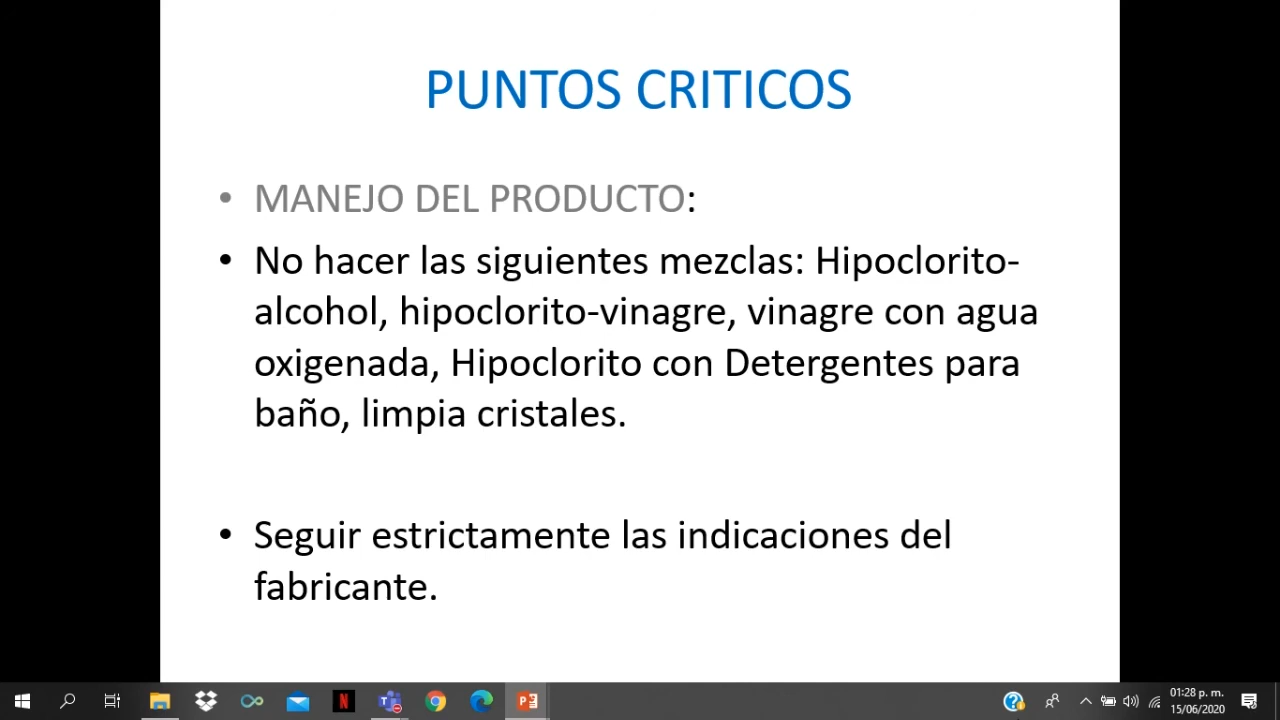 PUNTOS CRITICOS
• MANEJO DEL PRODUCTO:
• No hacer las siguientes mezclas: Hipoclorito-
alcohol, hipoclorito-vinagre, vinagre con agua
oxigenada, Hipoclorito con Detergentes para
baño, limpia cristales.
• Seguir estrictamente las indicaciones del
fabricante.
01:28 p. m.
15/06/2020